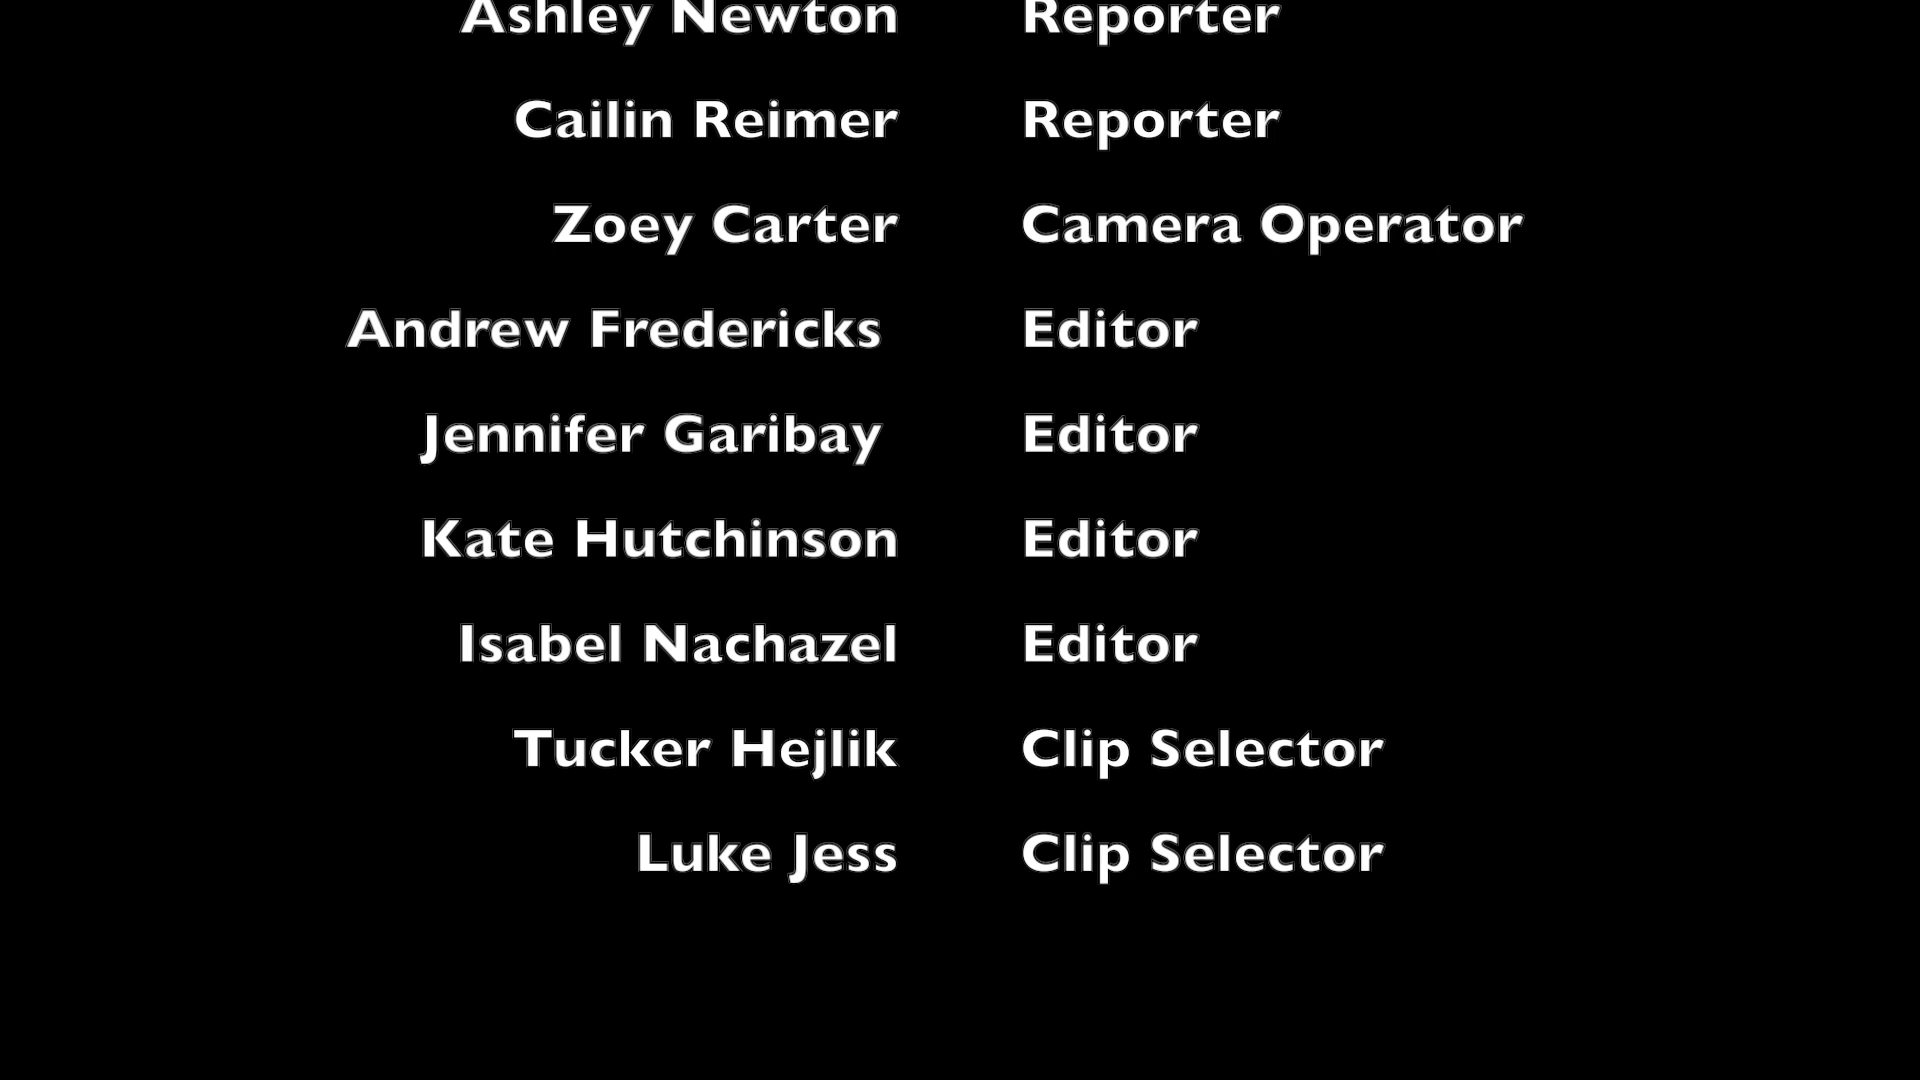 Ashley Newton Reporter
Cailin Reimer Reporter
Zoey Carter Camera Operator
Andrew Fredericks Editor
Jennifer Garibay Editor
Kate Hutchinson Editor
Isabel Nachazel Editor
Tucker Hejlik Clip Selector
Luke Jess Clip Selector